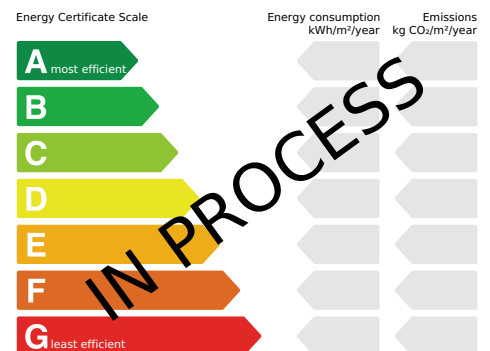 Energy Certificate Scale
Energy consumption
kWh/m²/year
Emissions
kg CO₂/m²/year
A most efficient
B
C
D
E
F
G least efficient
IN PROCESS